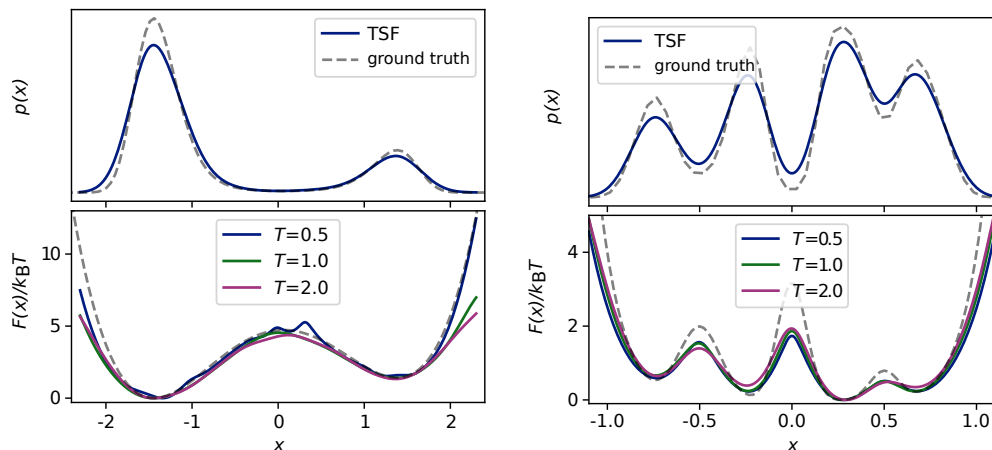 p(x)
TSF
ground truth
F(x)/k_BT
10
5
0
T=0.5
T=1.0
T=2.0
-2
-1
0
1
2
x
p(x)
TSF
ground truth
F(x)/k_BT
4
2
0
T=0.5
T=1.0
T=2.0
-1.0
-0.5
0.0
0.5
1.0
x